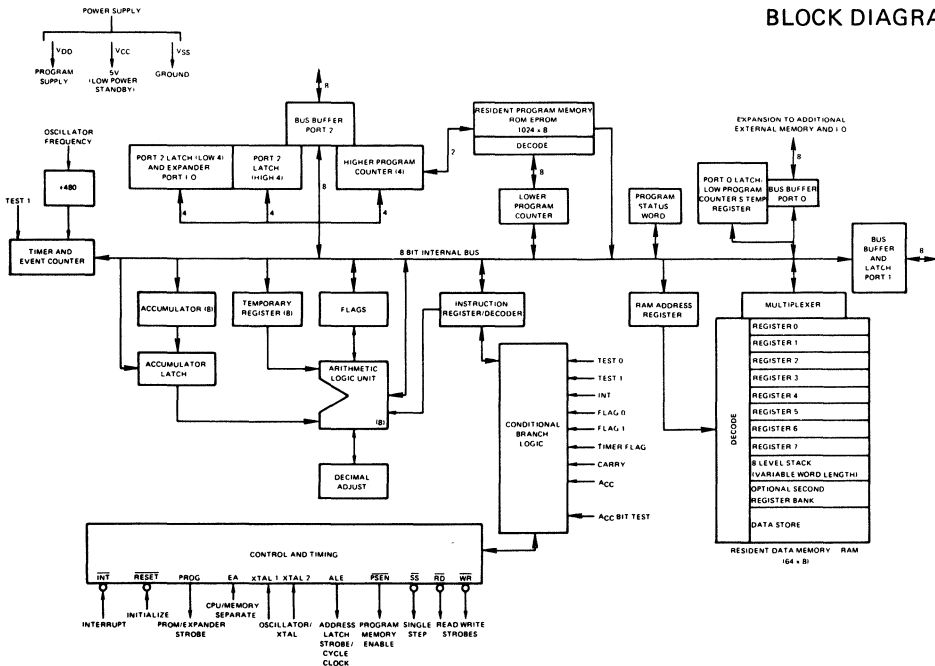 BLOCK DIAGRA
POWER SUPPLY
VDD
VCC
VSS
PROGRAM
SUPPLY
5V
(LOW POWER
STANDBY)
GROUND
OSCILLATOR
FREQUENCY
÷480
TEST 1
TIMER AND
EVENT COUNTER
8
BUS BUFFER
PORT 2
PORT 2 LATCH (LOW 4)
AND EXPANDER
PORT I O
PORT 2
LATCH
(HIGH 4)
HIGHER PROGRAM
COUNTER (4)
4
4
8
4
2
RESIDENT PROGRAM MEMORY
ROM EPROM
1024 × 8
DECODE
8
LOWER
PROGRAM
COUNTER
PROGRAM
STATUS
WORD
EXPANSION TO ADDITIONAL
EXTERNAL MEMORY AND I O
8
PORT O LATCH/
LOW PROGRAM
COUNTER S TEMP
REGISTER
BUS BUFFER
PORT 0
BUS
BUFFER
AND
LATCH
PORT 1
8
8 BIT INTERNAL BUS
ACCUMULATOR (8)
ACCUMULATOR
LATCH
TEMPORARY
REGISTER (8)
FLAGS
ARITHMETIC
LOGIC UNIT
(8)
DECIMAL
ADJUST
INSTRUCTION
REGISTER/DECODER
CONDITIONAL
BRANCH
LOGIC
TEST 0
TEST 1
INT
FLAG 0
FLAG 1
TIMER FLAG
CARRY
ACC
ACC BIT TEST
RAM ADDRESS
REGISTER
MULTIPLEXER
DECODE
REGISTER 0
REGISTER 1
REGISTER 2
REGISTER 3
REGISTER 4
REGISTER 5
REGISTER 6
REGISTER 7
8 LEVEL STACK
(VARIABLE WORD LENGTH)
OPTIONAL SECOND
REGISTER BANK
DATA STORE
RESIDENT DATA MEMORY RAM
(64 × 8)
CONTROL AND TIMING
INT RESET PROG EA XTAL 1 XTAL 2 ALE PSEN SS RD WR
INTERRUPT
INITIALIZE
PROM/EXPANDER
STROBE
CPU/MEMORY
SEPARATE
OSCILLATOR/
XTAL
ADDRESS
LATCH
STROBE/
CYCLE
CLOCK
PROGRAM
MEMORY
ENABLE
SINGLE
STEP
READ WRITE
STROBES